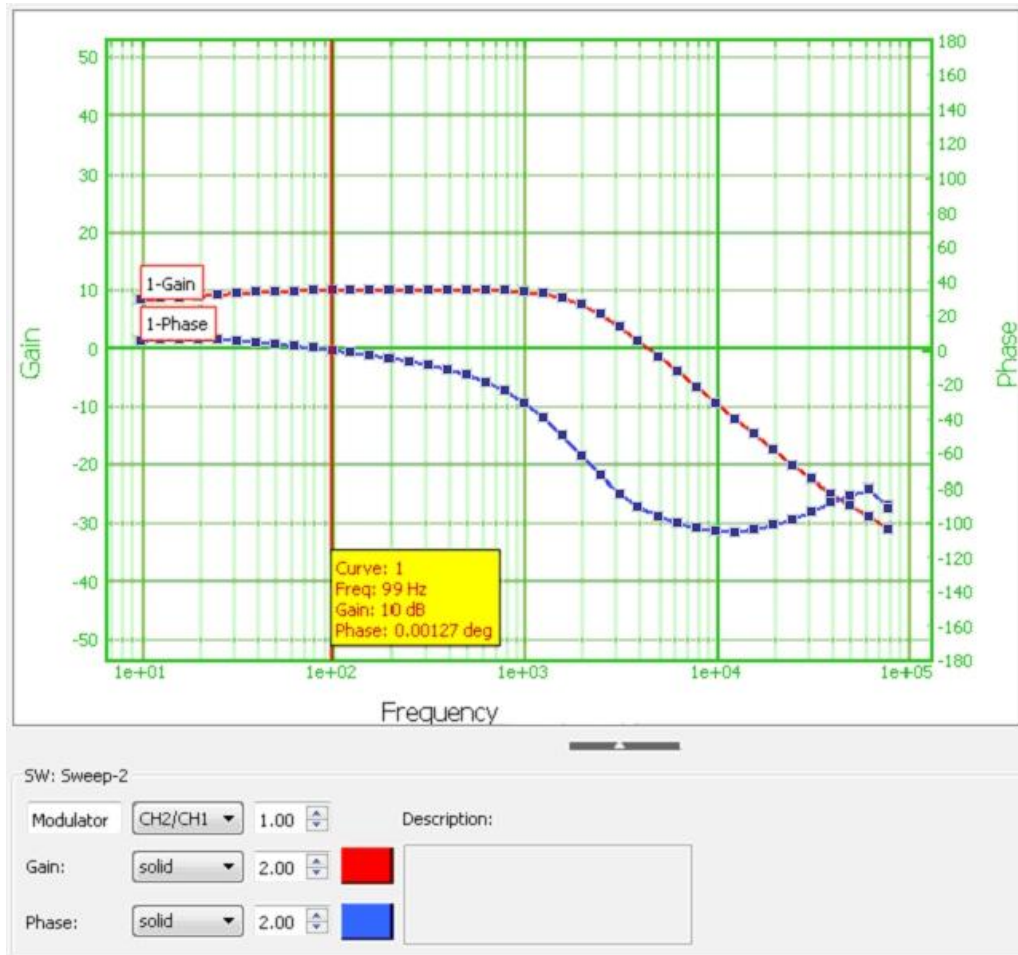 50
40
30
20
10
0
-10
-20
-30
-40
-50
Gain
180
160
140
120
100
80
60
40
20
0
-20
-40
-60
-80
-100
-120
-140
-160
-180
Phase
1-Gain
1-Phase
Curve: 1
Freq: 99 Hz
Gain: 10 dB
Phase: 0.00127 deg
1e+01 1e+02 1e+03 1e+04 1e+05
Frequency
SW: Sweep-2
Modulator CH2/CH1 1.00 Description:
Gain: solid 2.00
Phase: solid 2.00